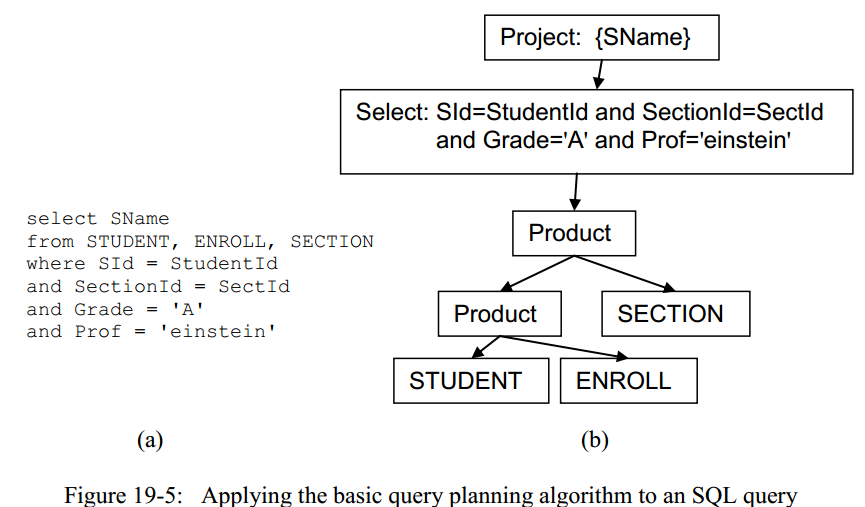 Project: {SName}
Select: SId=StudentId and SectionId=SectId
and Grade='A' and Prof='einstein'
Product
Product
SECTION
STUDENT
ENROLL
select SName
from STUDENT, ENROLL, SECTION
where SId = StudentId
and SectionId = SectId
and Grade = 'A'
and Prof = 'einstein'
(a)
(b)
Figure 19-5: Applying the basic query planning algorithm to an SQL query